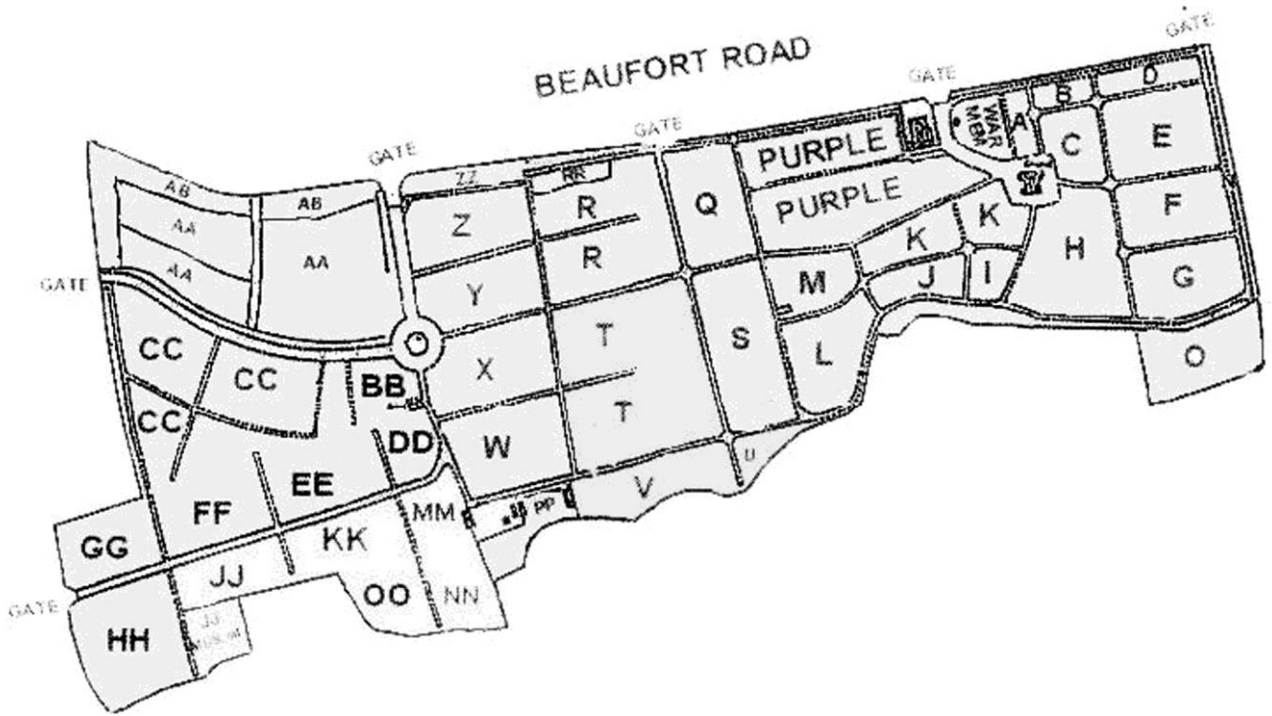 GATE
BEAUFORT ROAD
GATE
GATE
GATE
D
B
WAR
A
PURPLE
C
E
ZZ
RR
AB
AB
PURPLE
Q
R
F
K
AA
Z
K
H
AA
R
AA
GATE
Y
M
J
I
G
T
S
CC
L
O
X
CC
BB
T
CC
DD
W
U
EE
V
FF
MM
PP
KK
GG
JJ
OO
NN
GATE
JJ
HH